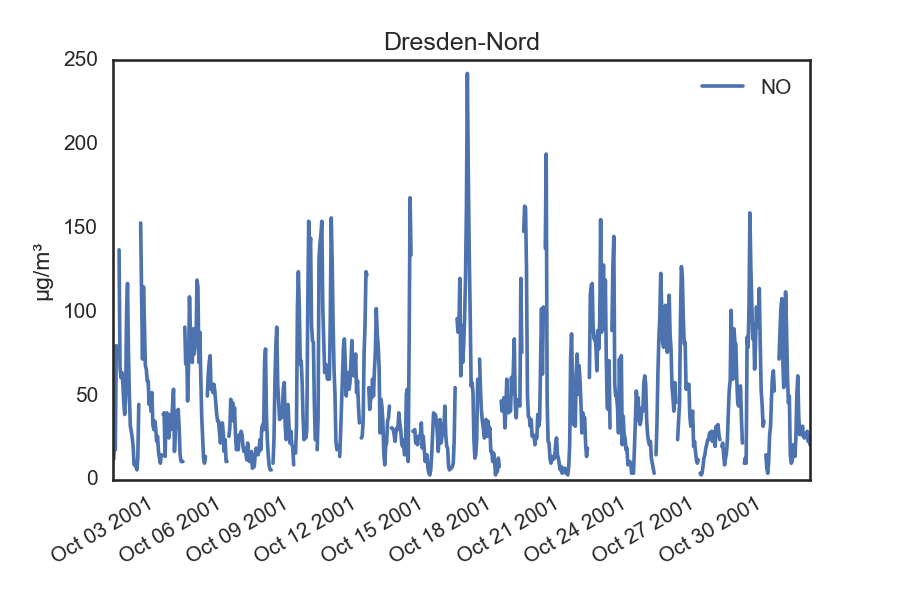 Dresden-Nord
250
200
150
100
50
0
µg/m³
NO
Oct 03 2001
Oct 06 2001
Oct 09 2001
Oct 12 2001
Oct 15 2001
Oct 18 2001
Oct 21 2001
Oct 24 2001
Oct 27 2001
Oct 30 2001